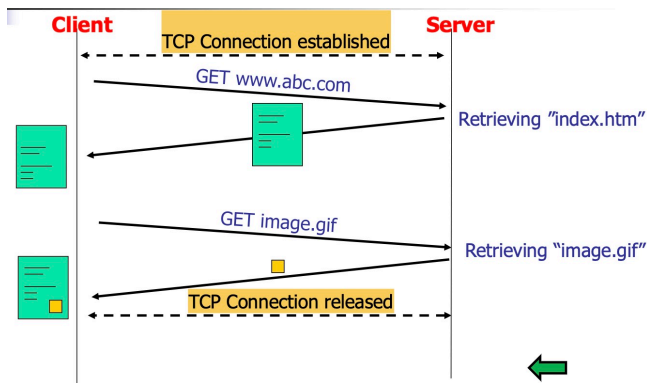 Client
Server
TCP Connection established
GET www.abc.com
Retrieving ”index.htm”
GET image.gif
Retrieving “image.gif”
TCP Connection released